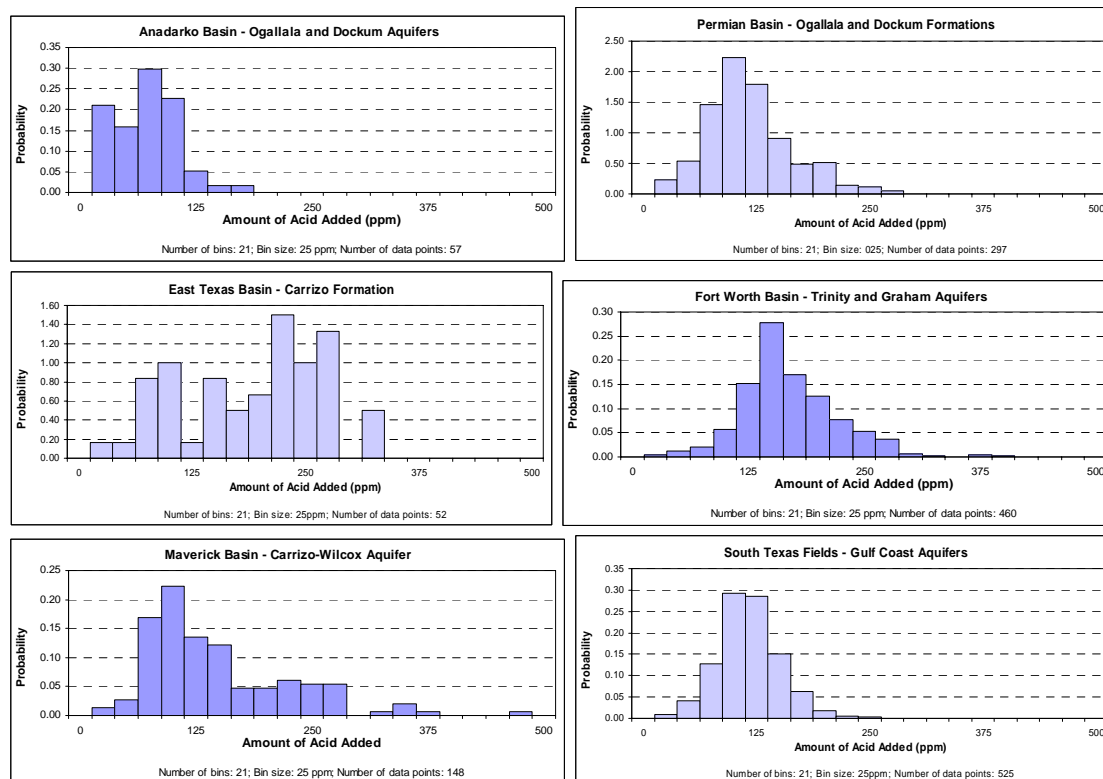 Anadarko Basin - Ogallala and Dockum Aquifers
0.35
0.30
0.25
0.20
0.15
0.10
0.05
0.00
Probability
0 125 250 375 500
Amount of Acid Added (ppm)
Number of bins: 21; Bin size: 25 ppm; Number of data points: 57
Permian Basin - Ogallala and Dockum Formations
2.50
2.00
1.50
1.00
0.50
0.00
Probability
0 125 250 375 500
Amount of Acid Added (ppm)
Number of bins: 21; Bin size: 025; Number of data points: 297
East Texas Basin - Carrizo Formation
1.60
1.40
1.20
1.00
0.80
0.60
0.40
0.20
0.00
Probability
0 125 250 375 500
Amount of Acid Added (ppm)
Number of bins: 21; Bin size: 25ppm; Number of data points: 52
Fort Worth Basin - Trinity and Graham Aquifers
0.30
0.25
0.20
0.15
0.10
0.05
0.00
Probability
0 125 250 375 500
Amount of Acid Added (ppm)
Number of bins: 21; Bin size: 25 ppm; Number of data points: 460
Maverick Basin - Carrizo-Wilcox Aquifer
0.25
0.20
0.15
0.10
0.05
0.00
Probability
0 125 250 375 500
Amount of Acid Added
Number of bins: 21; Bin size: 25 ppm; Number of data points: 148
South Texas Fields - Gulf Coast Aquifers
0.35
0.30
0.25
0.20
0.15
0.10
0.05
0.00
Probability
0 125 250 375 500
Amount of Acid Added (ppm)
Number of bins: 21; Bin size: 25ppm; Number of data points: 525